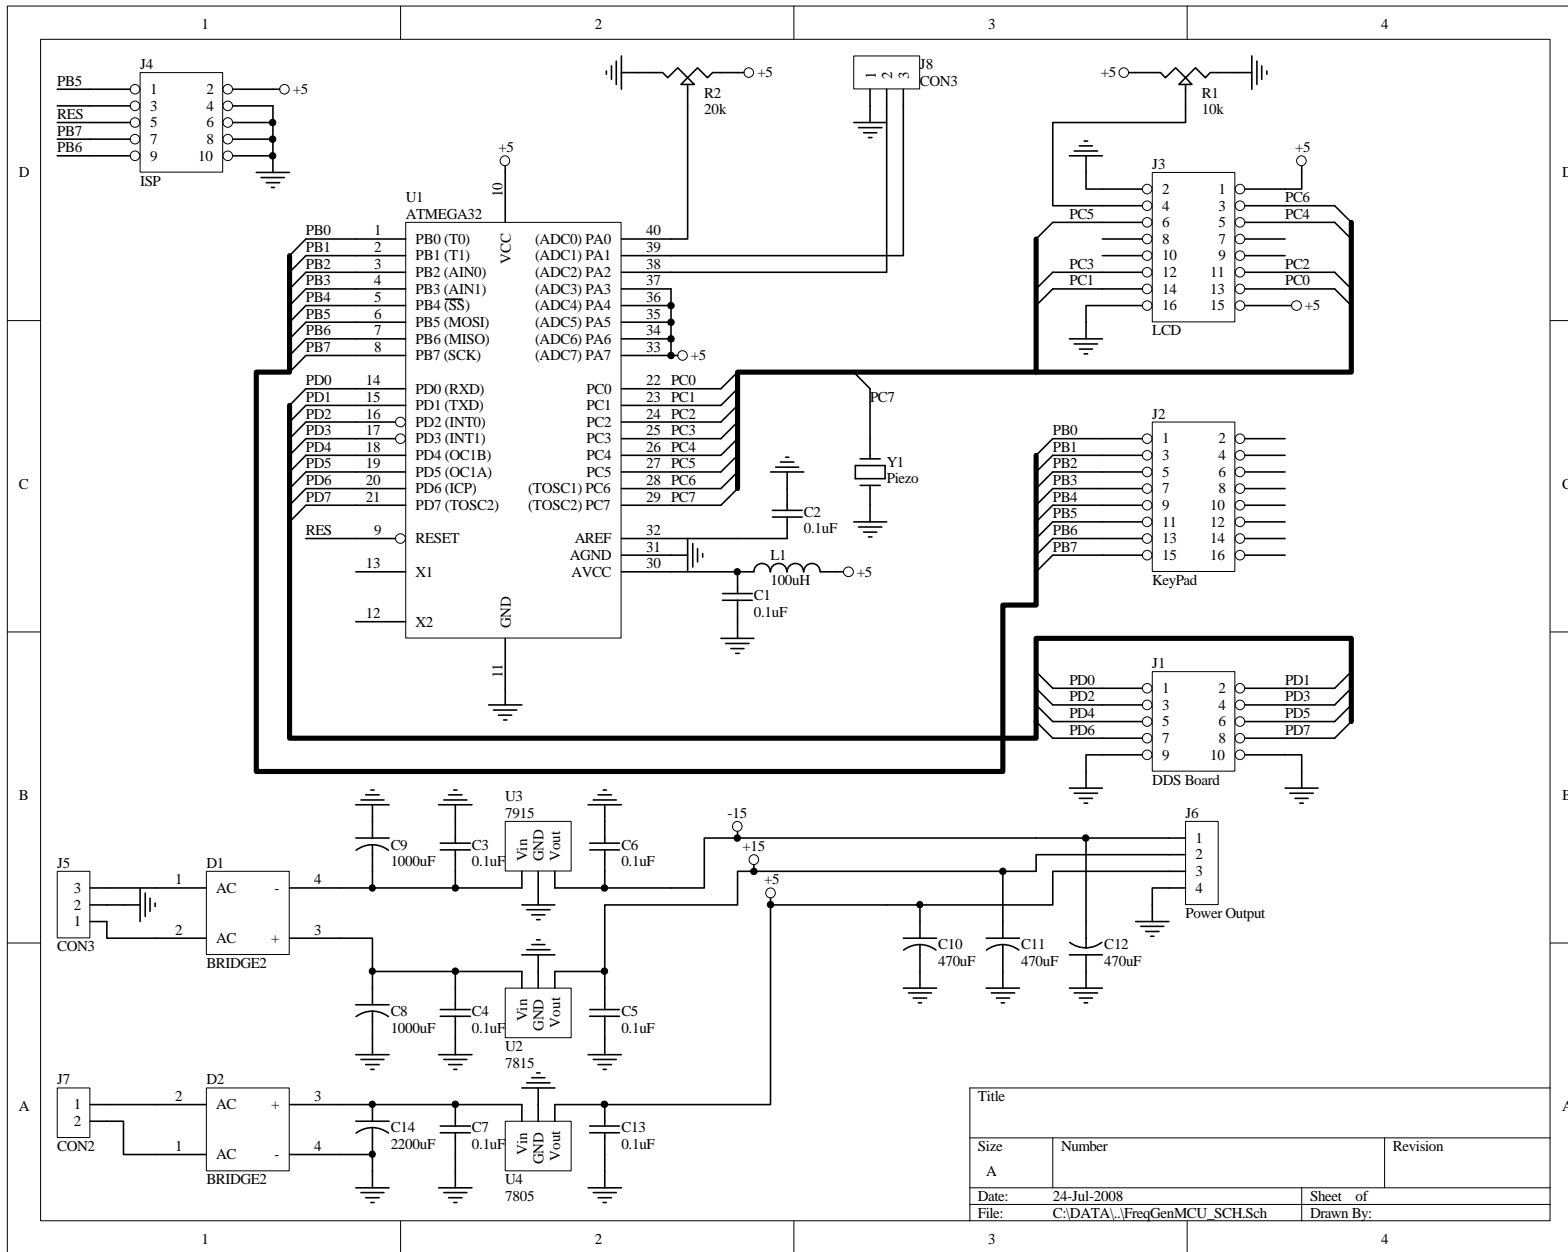 1 2 3 4
D D
C C
B B
A A
1 2 3 4
J4
PB5 1 2 +5
3 4
RES 5 6
PB7 7 8
PB6 9 10
ISP
+5
R2
20k
J8
CON3
1 2 3
+5
R1
10k
J3
+5
2 1
4 3 PC6
PC5 6 5 PC4
8 7
10 9
PC3 12 11 PC2
PC1 14 13 PC0
16 15 +5
LCD
U1
ATMEGA32
+5
10
VCC
PB0 1 PB0 (T0) (ADC0) PA0 40
PB1 2 PB1 (T1) (ADC1) PA1 39
PB2 3 PB2 (AIN0) (ADC2) PA2 38
PB3 4 PB3 (AIN1) (ADC3) PA3 37
PB4 5 PB4 (SS) (ADC4) PA4 36
PB5 6 PB5 (MOSI) (ADC5) PA5 35
PB6 7 PB6 (MISO) (ADC6) PA6 34
PB7 8 PB7 (SCK) (ADC7) PA7 33 +5
PD0 14 PD0 (RXD) PC0 22 PC0
PD1 15 PD1 (TXD) PC1 23 PC1
PD2 16 PD2 (INT0) PC2 24 PC2
PD3 17 PD3 (INT1) PC3 25 PC3
PD4 18 PD4 (OC1B) PC4 26 PC4
PD5 19 PD5 (OC1A) PC5 27 PC5
PD6 20 PD6 (ICP) (TOSC1) PC6 28 PC6
PD7 21 PD7 (TOSC2) (TOSC2) PC7 29 PC7
RES 9 RESET AREF 32
AGND 31
13 X1 AVCC 30
12 X2
GND
11
PC7
Y1
Piezo
C2
0.1uF
L1
100uH
+5
C1
0.1uF
J2
PB0 1 2
PB1 3 4
PB2 5 6
PB3 7 8
PB4 9 10
PB5 11 12
PB6 13 14
PB7 15 16
KeyPad
J1
PD0 1 2 PD1
PD2 3 4 PD3
PD4 5 6 PD5
PD6 7 8 PD7
9 10
DDS Board
J5
3
2
1
CON3
D1
1 AC - 4
2 AC + 3
BRIDGE2
C9
1000uF
C3
0.1uF
U3
7915
Vin GND Vout
C6
0.1uF
-15
+15
+5
J6
1
2
3
4
Power Output
C10
470uF
C11
470uF
C12
470uF
C8
1000uF
C4
0.1uF
Vin GND Vout
U2
7815
C5
0.1uF
J7
1
2
CON2
D2
2 AC + 3
1 AC - 4
BRIDGE2
C14
2200uF
C7
0.1uF
Vin GND Vout
U4
7805
C13
0.1uF
Title
Size Number Revision
A
Date: 24-Jul-2008 Sheet of
File: C:\DATA\..\FreqGenMCU_SCH.Sch Drawn By: